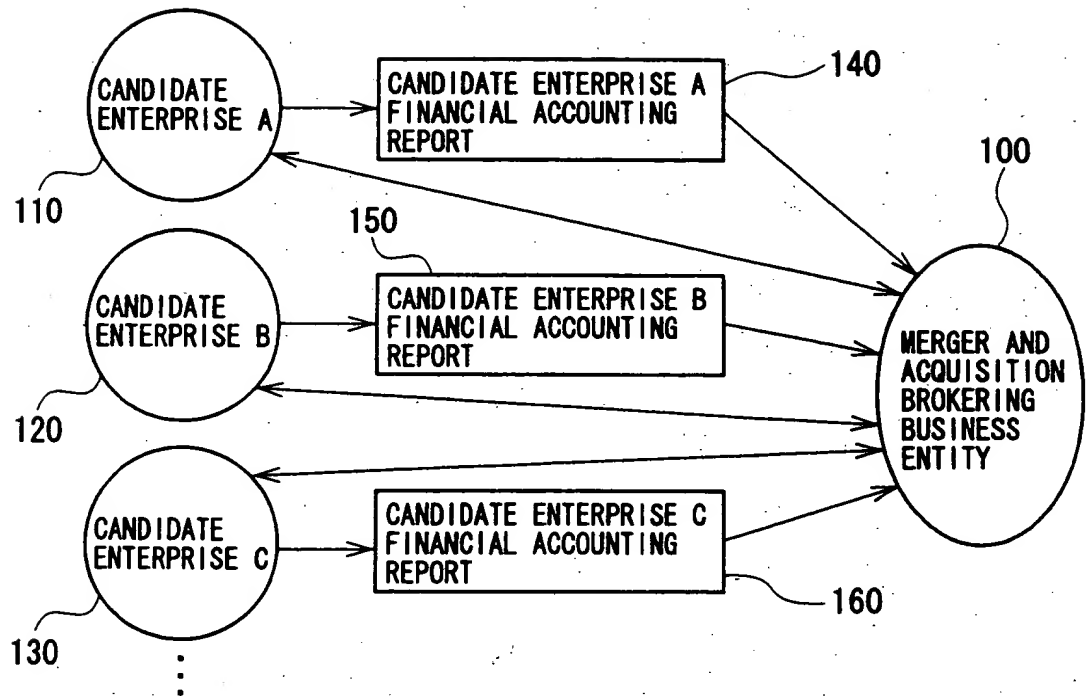 CANDIDATE
ENTERPRISE A
CANDIDATE ENTERPRISE A
FINANCIAL ACCOUNTING
REPORT
140
110
100
150
CANDIDATE
ENTERPRISE B
CANDIDATE ENTERPRISE B
FINANCIAL ACCOUNTING
REPORT
120
MERGER AND
ACQUISITION
BROKERING
BUSINESS
ENTITY
CANDIDATE
ENTERPRISE C
CANDIDATE ENTERPRISE C
FINANCIAL ACCOUNTING
REPORT
160
130